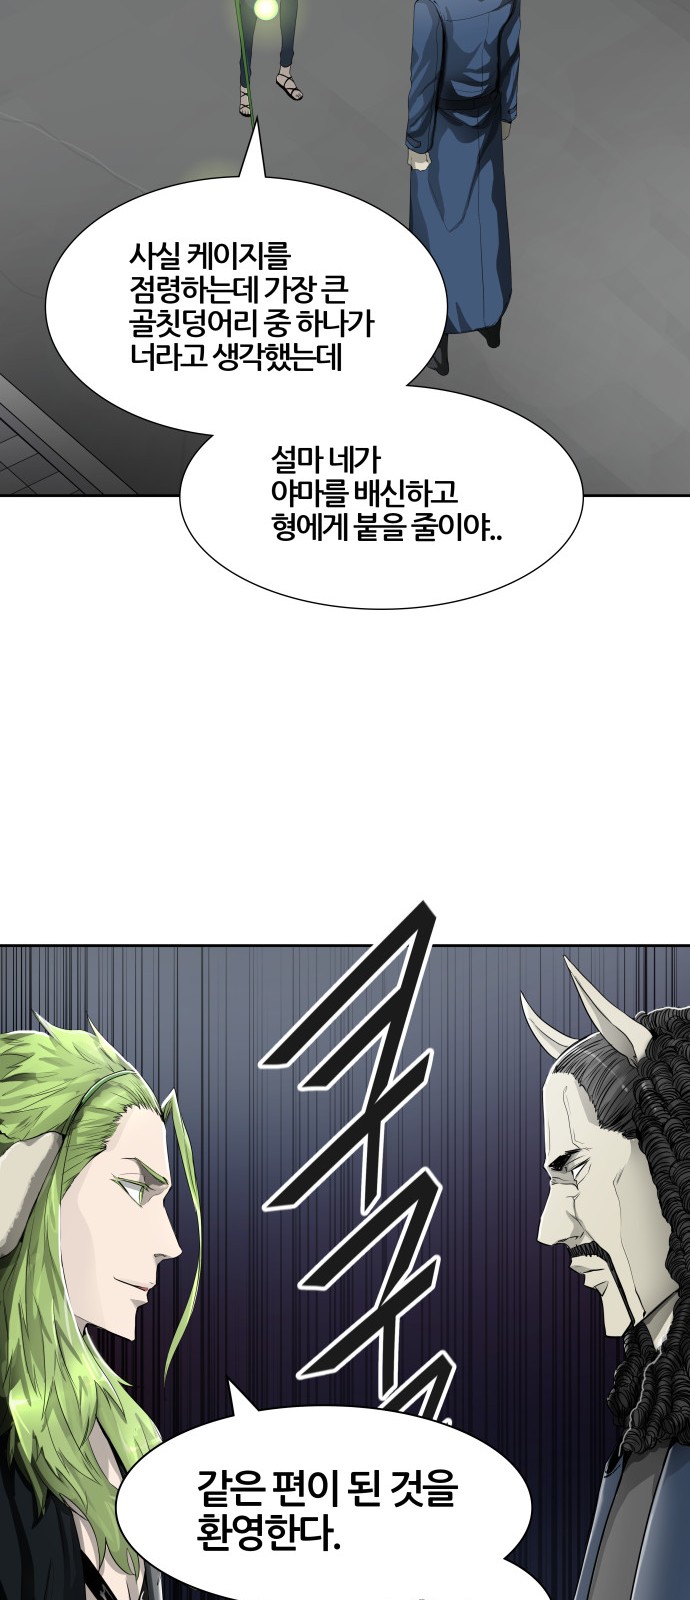 사실 케이지를
점령하는데 가장 큰
골칫덩어리 중 하나가
너라고 생각했는데
설마 네가
야마를 배신하고
형에게 붙을 줄이야..
같은 편이 된 것을
환영한다.